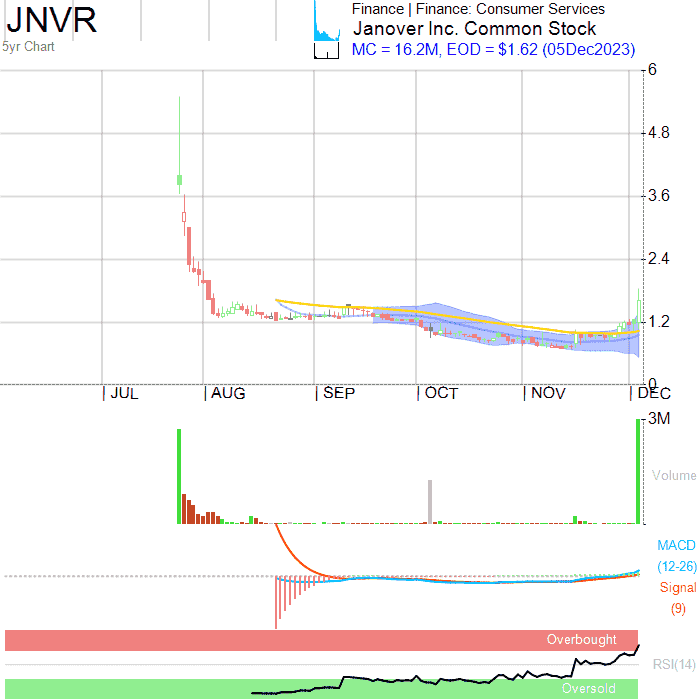 JNVR
5yr Chart
Finance | Finance: Consumer Services
Janover Inc. Common Stock
MC = 16.2M, EOD = $1.62 (05Dec2023)
6
4.8
3.6
2.4
1.2
0
JUL AUG SEP OCT NOV DEC
3M
Volume
MACD
(12-26)
Signal
(9)
Overbought
RSI(14)
Oversold